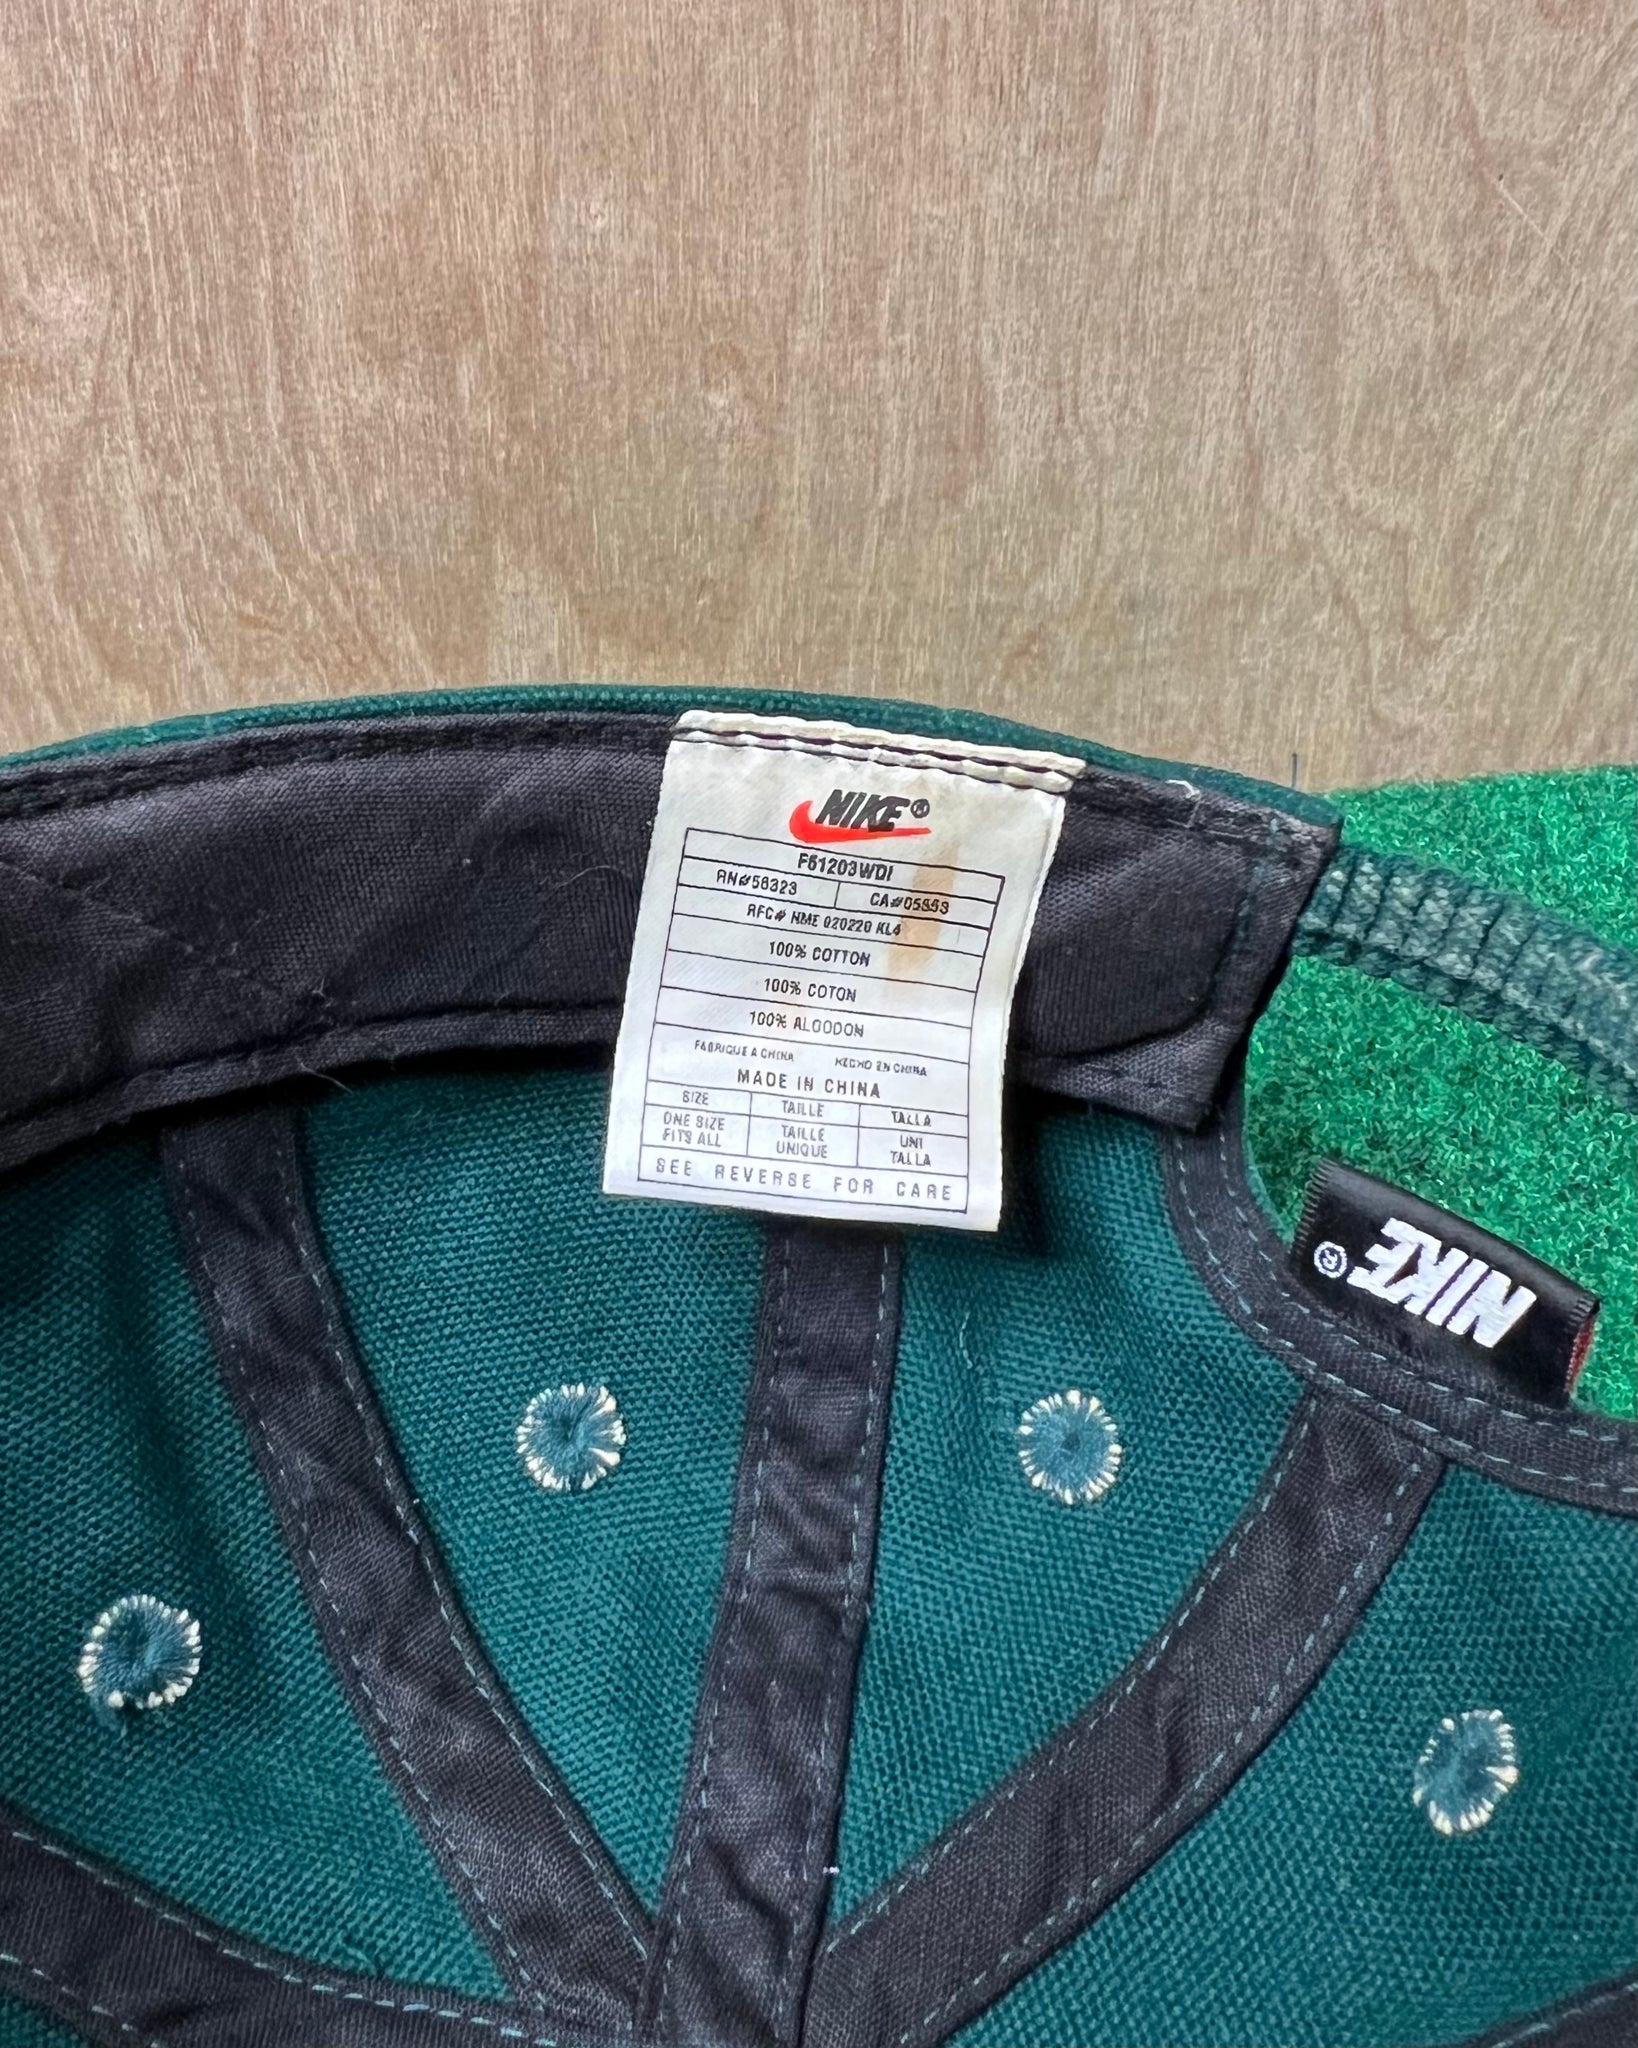 NIKE®
F61203WDI
RN#56323 CA#05553
RFC# NME 020220 KL4
100% COTTON
100% COTON
100% ALGODON
FABRIQUE A CHINA HECHO EN CHINA
MADE IN CHINA
SIZE TAILLE TALLA
ONE SIZE FITS ALL TAILLE UNIQUE UNI TALLA
SEE REVERSE FOR CARE
NIKE®